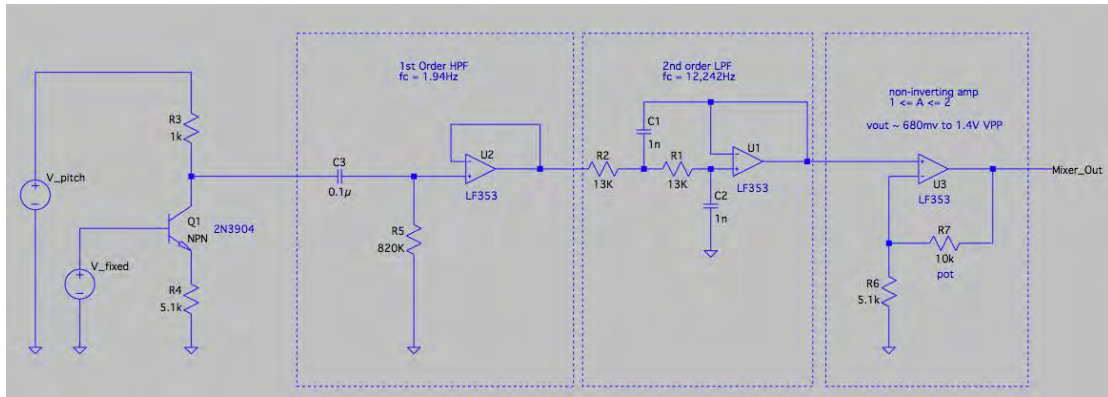 1st Order HPF
fc = 1.94Hz
2nd order LPF
fc = 12,242Hz
non-inverting amp
1 <= A <= 2
vout ~ 680mv to 1.4V VPP
R3
1k
V_pitch
Q1
2N3904
NPN
V_fixed
R4
5.1k
C3
0.1µ
R5
820K
U2
LF353
R2
13K
C1
1n
R1
13K
C2
1n
U1
LF353
U3
LF353
Mixer_Out
R7
10k
pot
R6
5.1k